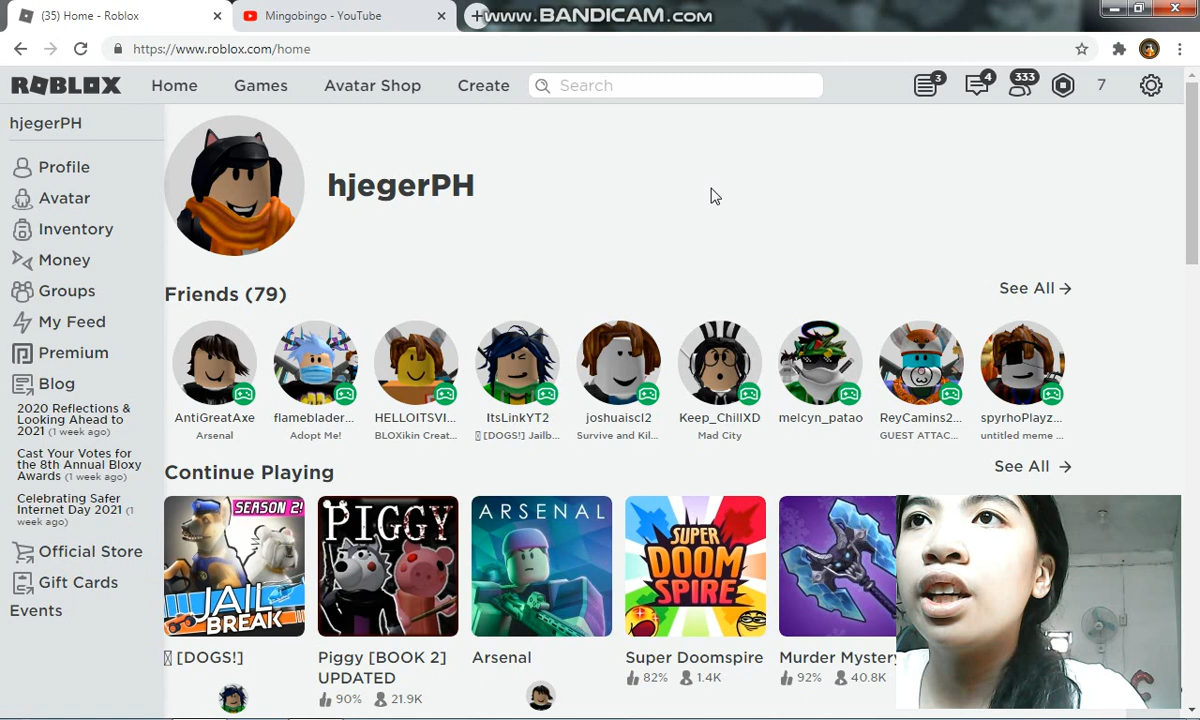 (35) Home - Roblox
Mingobingo - YouTube
www.BANDICAM.com
https://www.roblox.com/home
ROBLOX
Home
Games
Avatar Shop
Create
Search
3
4
333
7
hjegerPH
Profile
Avatar
Inventory
Money
Groups
My Feed
Premium
Blog
2020 Reflections &
Looking Ahead to
2021 (1 week ago)
Cast Your Votes for
the 8th Annual Bloxy
Awards (1 week ago)
Celebrating Safer
Internet Day 2021 (1
week ago)
Official Store
Gift Cards
Events
hjegerPH
Friends (79)
See All
AntiGreatAxe
flameblader...
HELLOITSVI...
ItsLinkYT2
joshuaiscl2
Keep_ChillXD
melcyn_patao
ReyCamins2...
spyrhoPlayz...
Arsenal
Adopt Me!
BLOXikin Creat...
[DOGS!] Jailb...
Survive and Kil...
Mad City
GUEST ATTAC...
untitled meme ...
Continue Playing
See All
SEASON 2!
JAIL
BREAK
PIGGY
ARSENAL
SUPER
DOOM
SPIRE
[DOGS!]
Piggy [BOOK 2]
UPDATED
90% 21.9K
Arsenal
Super Doomspire
82% 1.4K
Murder Mystery
92% 40.8K